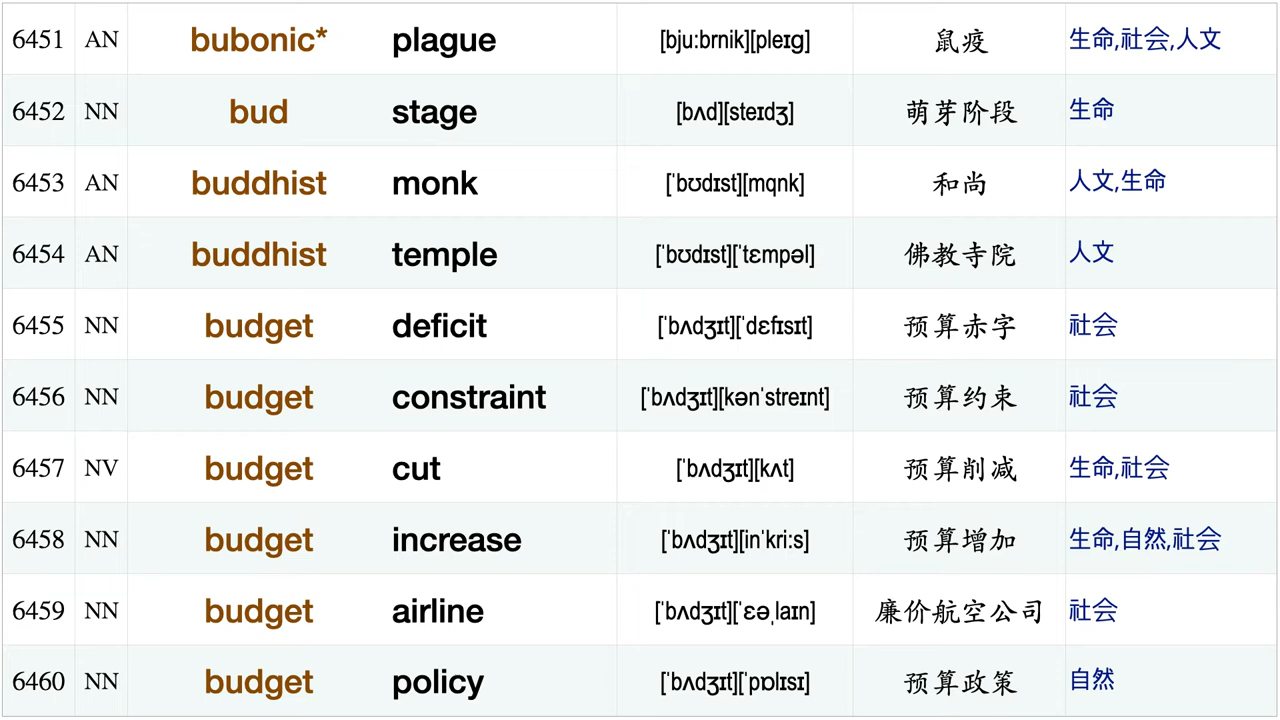 6451 AN bubonic* plague [bju:brnik][pleɪɡ] 鼠疫 生命,社会,人文
6452 NN bud stage [bʌd][steɪdʒ] 萌芽阶段 生命
6453 AN buddhist monk [ˈbʊdɪst][mɑnk] 和尚 人文,生命
6454 AN buddhist temple [ˈbʊdɪst][ˈtɛmpəl] 佛教寺院 人文
6455 NN budget deficit [ˈbʌdʒɪt][ˈdɛfɪsɪt] 预算赤字 社会
6456 NN budget constraint [ˈbʌdʒɪt][kənˈstreɪnt] 预算约束 社会
6457 NV budget cut [ˈbʌdʒɪt][kʌt] 预算削减 生命,社会
6458 NN budget increase [ˈbʌdʒɪt][inˈkri:s] 预算增加 生命,自然,社会
6459 NN budget airline [ˈbʌdʒɪt][ˈɛəˌlaɪn] 廉价航空公司 社会
6460 NN budget policy [ˈbʌdʒɪt][ˈpɒlɪsɪ] 预算政策 自然